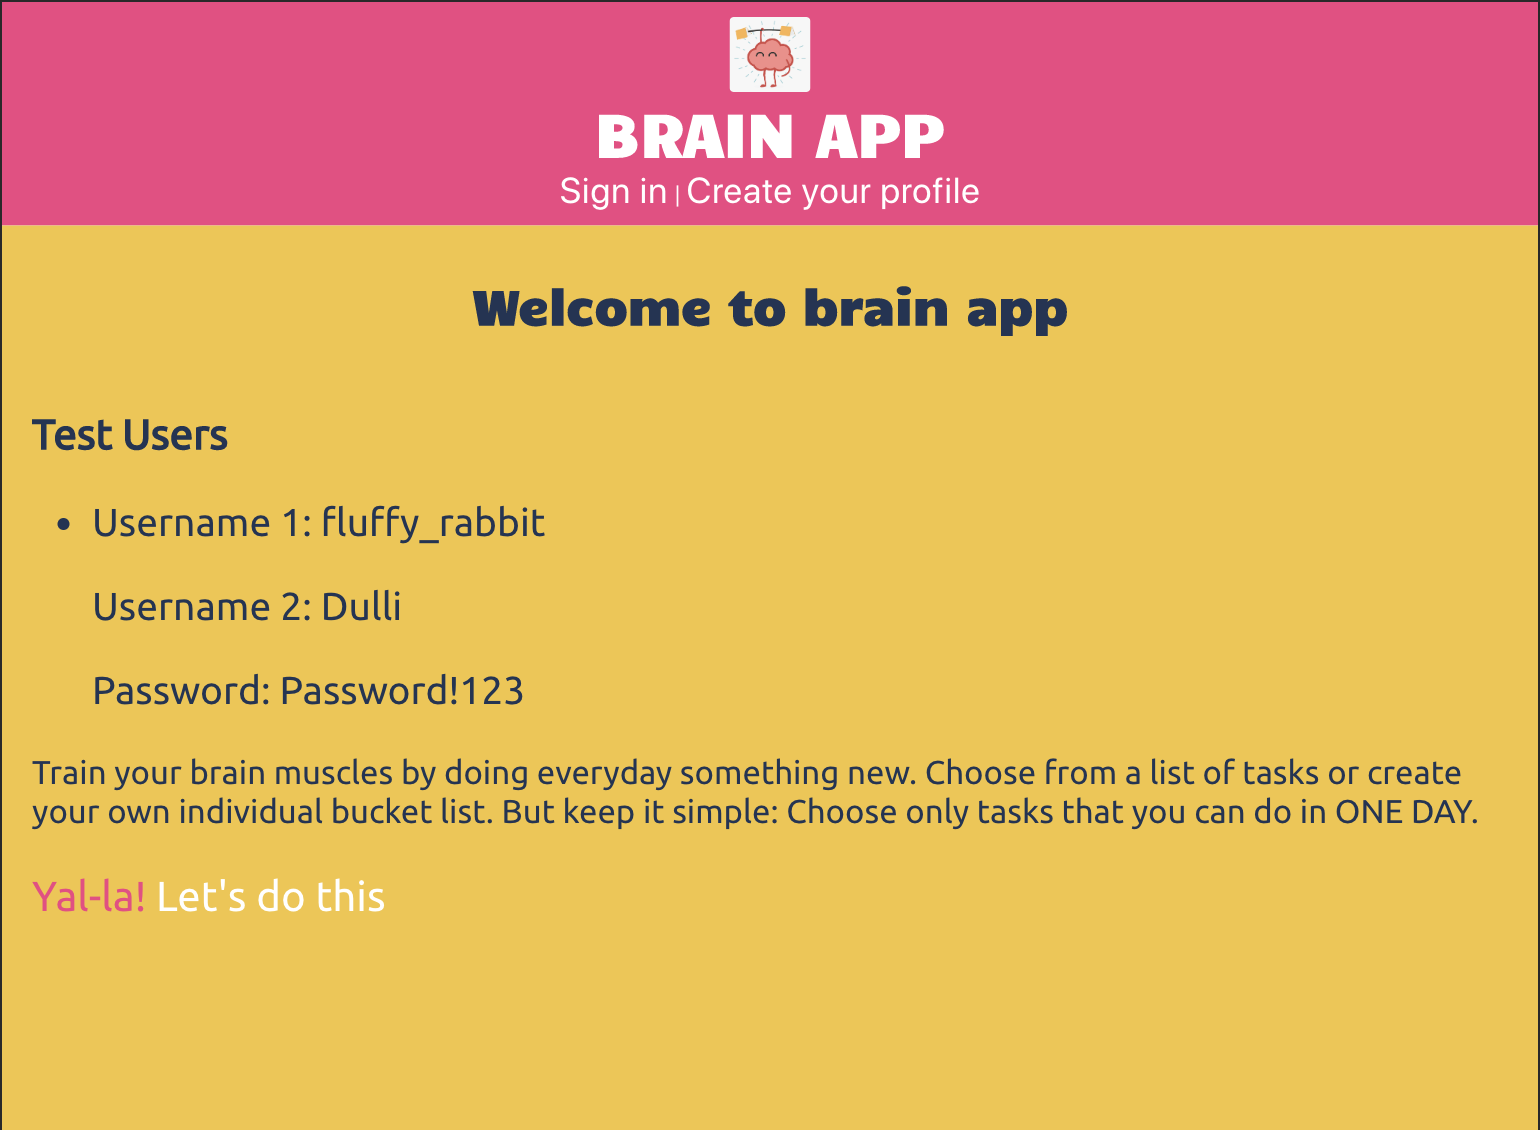 BRAIN APP
Sign in | Create your profile
Welcome to brain app
Test Users
• Username 1: fluffy_rabbit
Username 2: Dulli
Password: Password!123
Train your brain muscles by doing everyday something new. Choose from a list of tasks or create
your own individual bucket list. But keep it simple: Choose only tasks that you can do in ONE DAY.
Yal-la! Let's do this